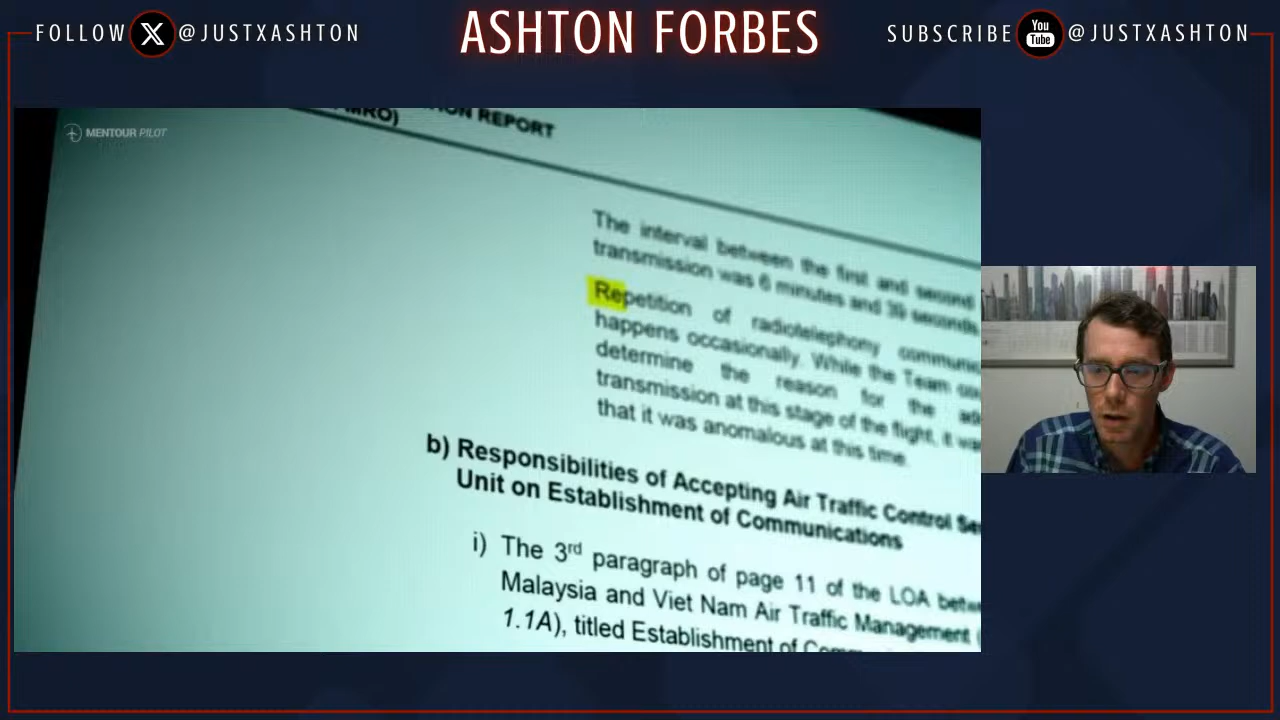 FOLLOW X @JUSTXASHTON
ASHTON FORBES
SUBSCRIBE You Tube @JUSTXASHTON
MENTOUR PILOT
REPORT
The interval between the first and second
transmission was 6 minutes and 39 seconds
Repetition of radiotelephony
happens occasionally. While the Team
determine the reason for the
transmission at this stage of the flight, it
that it was anomalous at this time.
b) Responsibilities of Accepting Air Traffic Control
Unit on Establishment of Communications
i) The 3rd paragraph of page 11 of the LOA
Malaysia and Viet Nam Air Traffic Management
1.1A), titled Establishment of